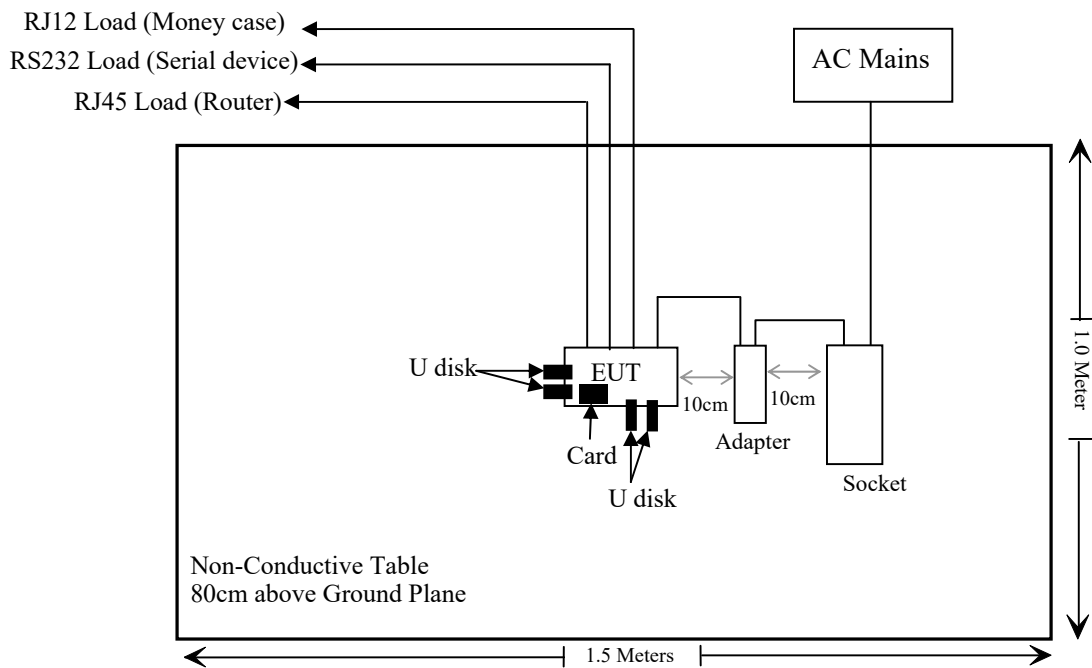 RJ12 Load (Money case)
RS232 Load (Serial device)
RJ45 Load (Router)
AC Mains
U disk
EUT
10cm
10cm
Card
Adapter
U disk
Socket
1.0 Meter
Non-Conductive Table
80cm above Ground Plane
1.5 Meters